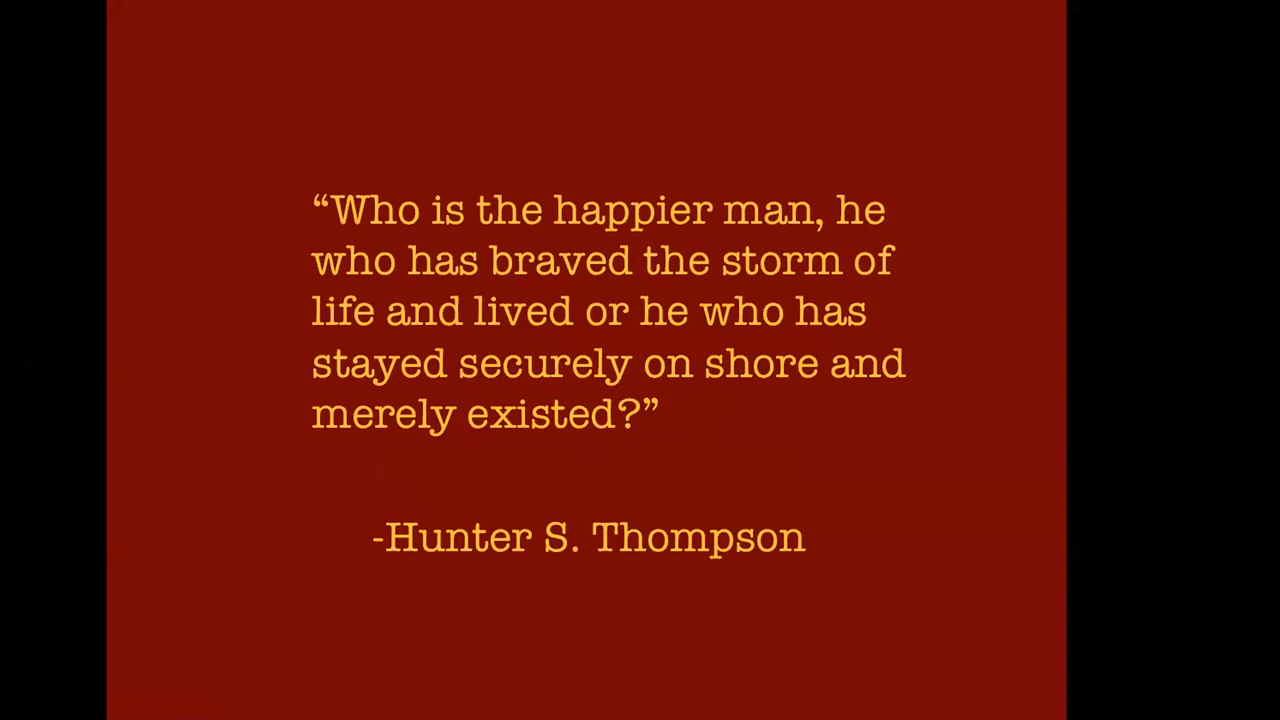 “Who is the happier man, he
who has braved the storm of
life and lived or he who has
stayed securely on shore and
merely existed?”
-Hunter S. Thompson